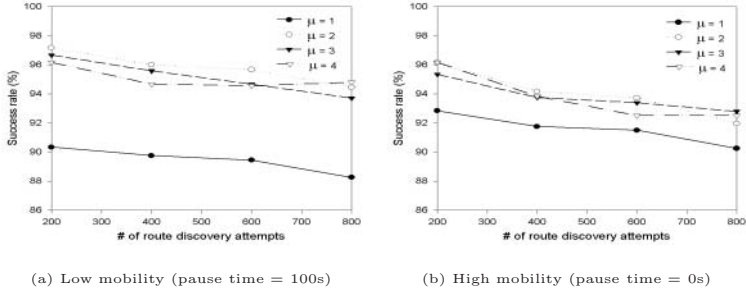 98
96
94
92
90
88
86
Success rate (%)
μ = 1
μ = 2
μ = 3
μ = 4
200 300 400 500 600 700 800
# of route discovery attempts
(a) Low mobility (pause time = 100s)
100
98
96
94
92
90
88
86
Success rate (%)
μ = 1
μ = 2
μ = 3
μ = 4
200 300 400 500 600 700 800
# of route discovery attempts
(b) High mobility (pause time = 0s)